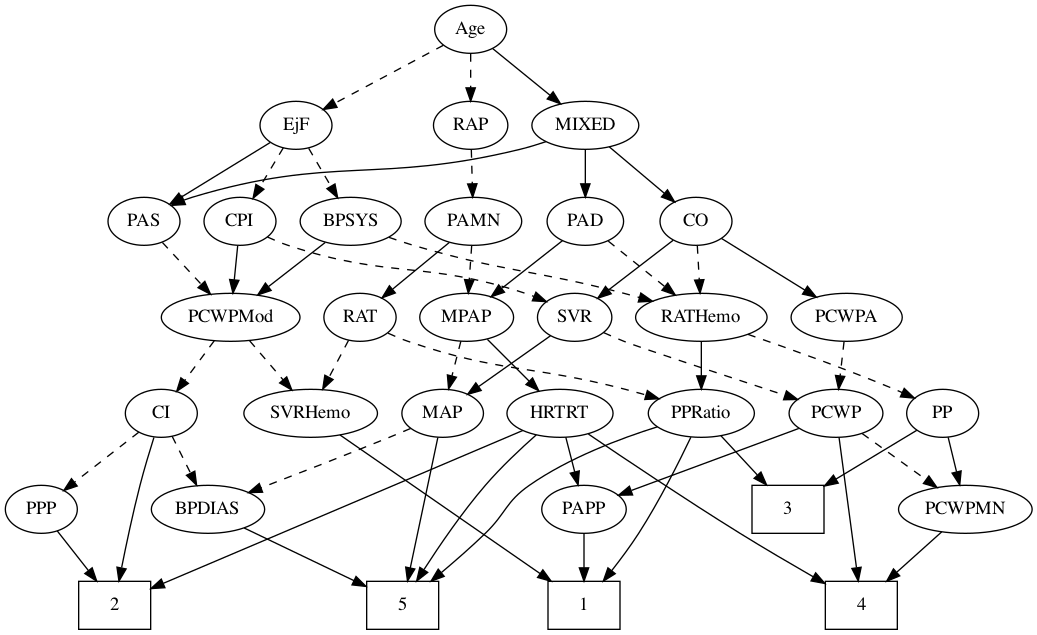 Age
EjF
RAP
MIXED
PAS
CPI
BPSYS
PAMN
PAD
CO
PCWPMod
RAT
MPAP
SVR
RATHemo
PCWPA
CI
SVRHemo
MAP
HRTRT
PPRatio
PCWP
PP
PPP
BPDIAS
PAPP
3
PCWPMN
2
5
1
4